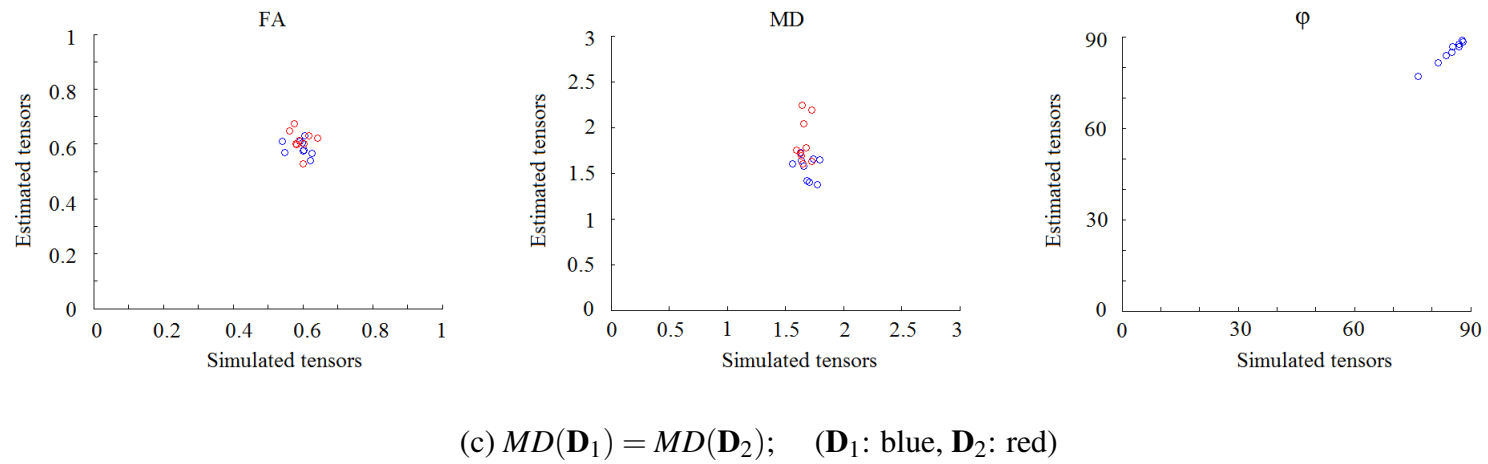 FA
1
0.8
0.6
0.4
0.2
0
Estimated tensors
0 0.2 0.4 0.6 0.8 1
Simulated tensors
MD
3
2.5
2
1.5
1
0.5
0
Estimated tensors
0 0.5 1 1.5 2 2.5 3
Simulated tensors
φ
90
60
30
0
Estimated tensors
0 30 60 90
Simulated tensors
(c) MD(D₁) = MD(D₂); (D₁: blue, D₂: red)